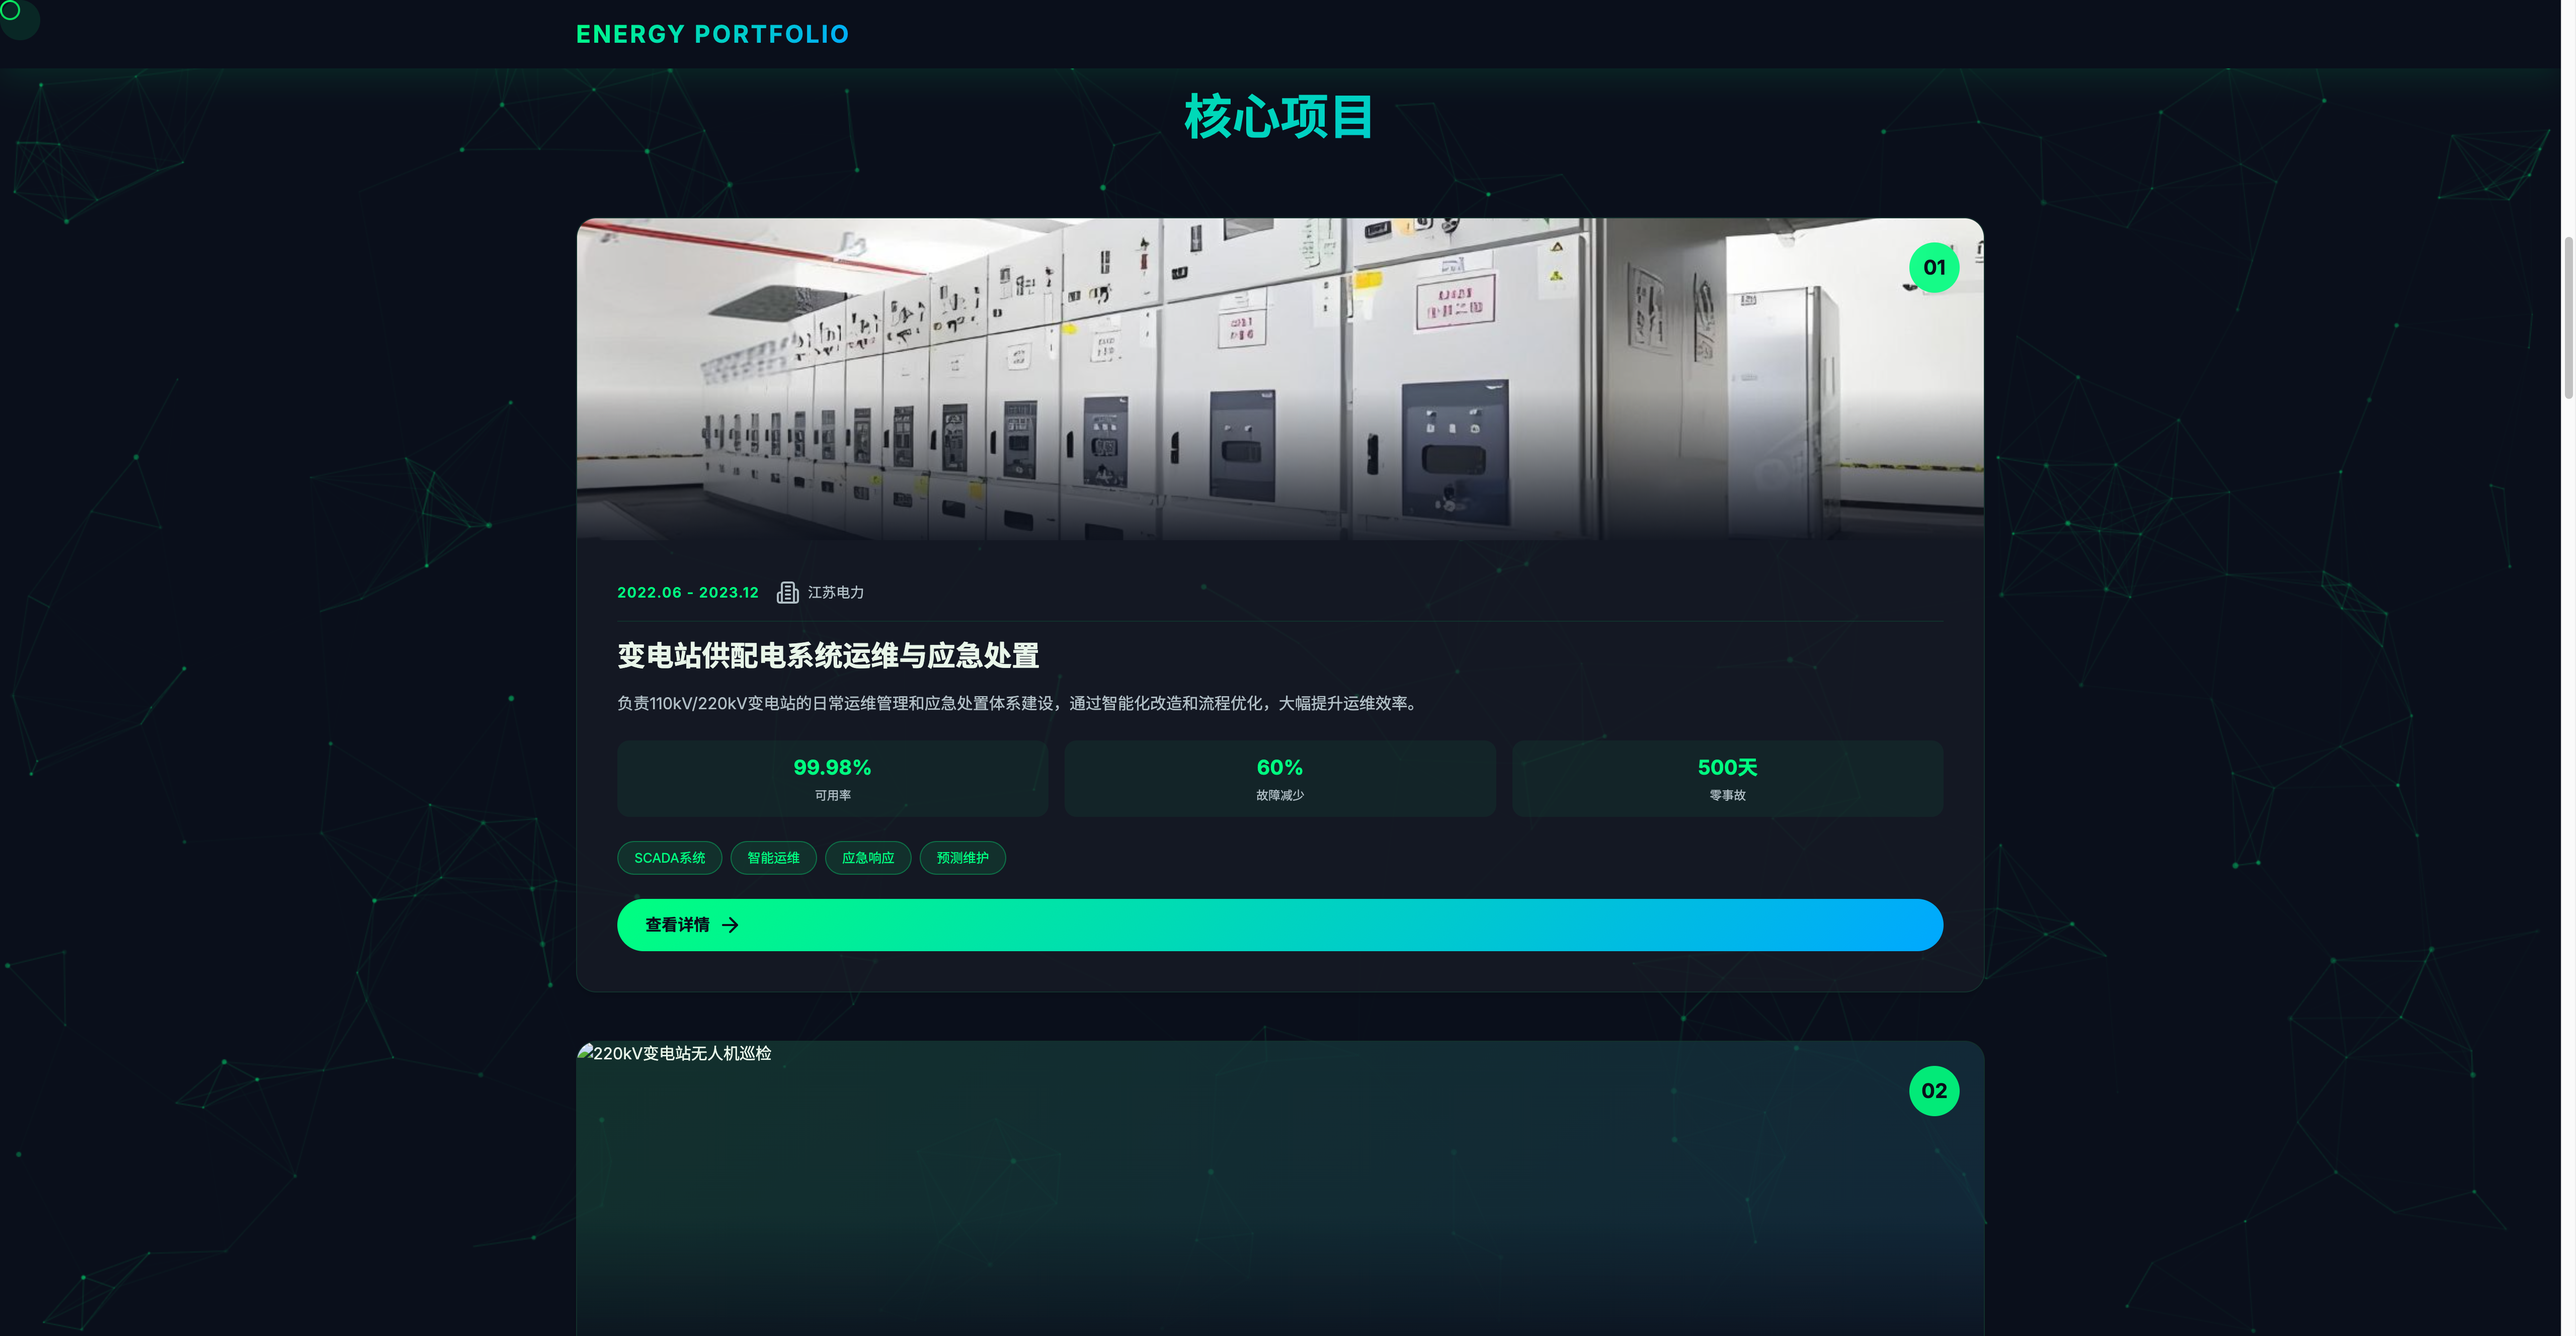 ENERGY PORTFOLIO
核心项目
01
2022.06 - 2023.12 江苏电力
变电站供配电系统运维与应急处置
负责110kV/220kV变电站的日常运维管理和应急处置体系建设，通过智能化改造和流程优化，大幅提升运维效率。
99.98%
可用率
60%
故障减少
500天
零事故
SCADA系统 智能运维 应急响应 预测维护
查看详情
220kV变电站无人机巡检
02